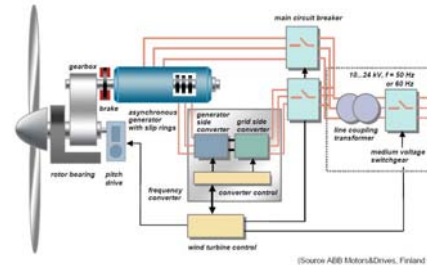 main circuit breaker
gearbox
10...24 kV, f = 50 Hz
or 60 Hz
brake
asynchronous
generator
with slip rings
generator
side
converter
grid side
converter
line coupling
transformer
medium voltage
switchgear
rotor bearing
pitch
drive
frequency
converter
converter control
wind turbine control
(Source ABB Motors&Drives, Finland